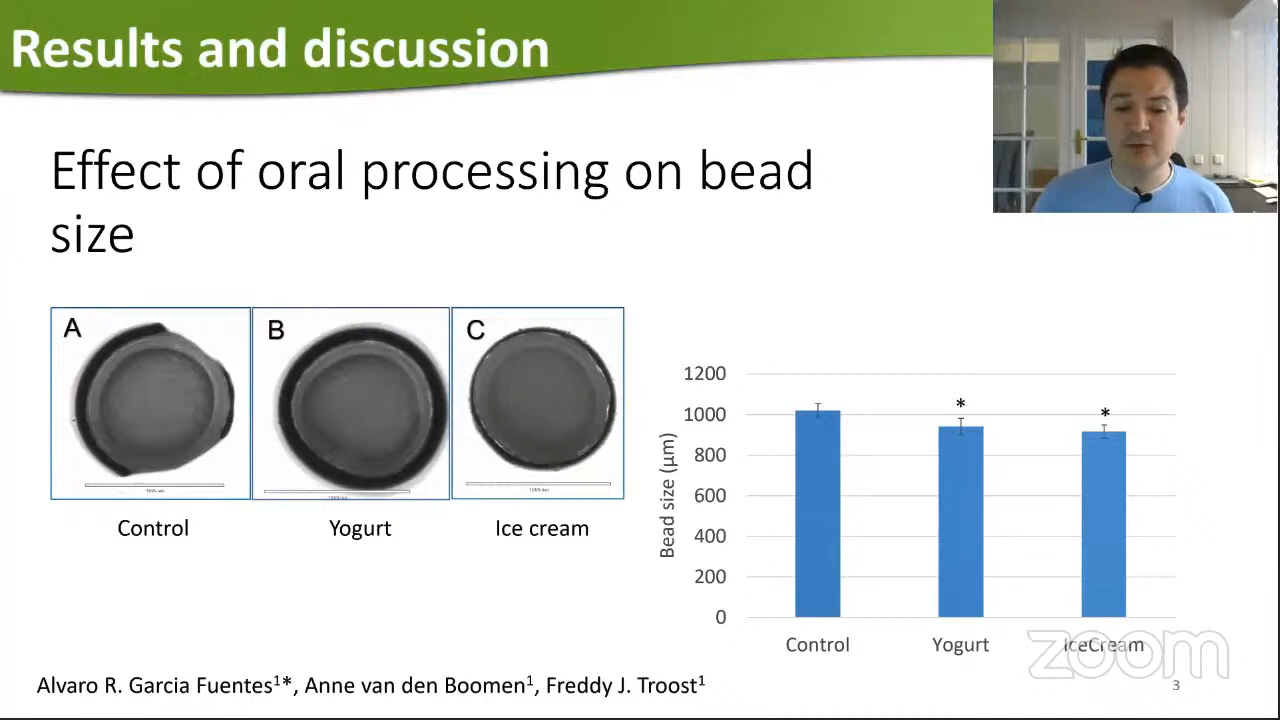 Results and discussion
Effect of oral processing on bead
size
A
B
C
Control
Yogurt
Ice cream
Bead size (µm)
1200
1000
800
600
400
200
0
*
*
Control
Yogurt
IceCream
zoom
Alvaro R. Garcia Fuentes¹*, Anne van den Boomen¹, Freddy J. Troost¹
3